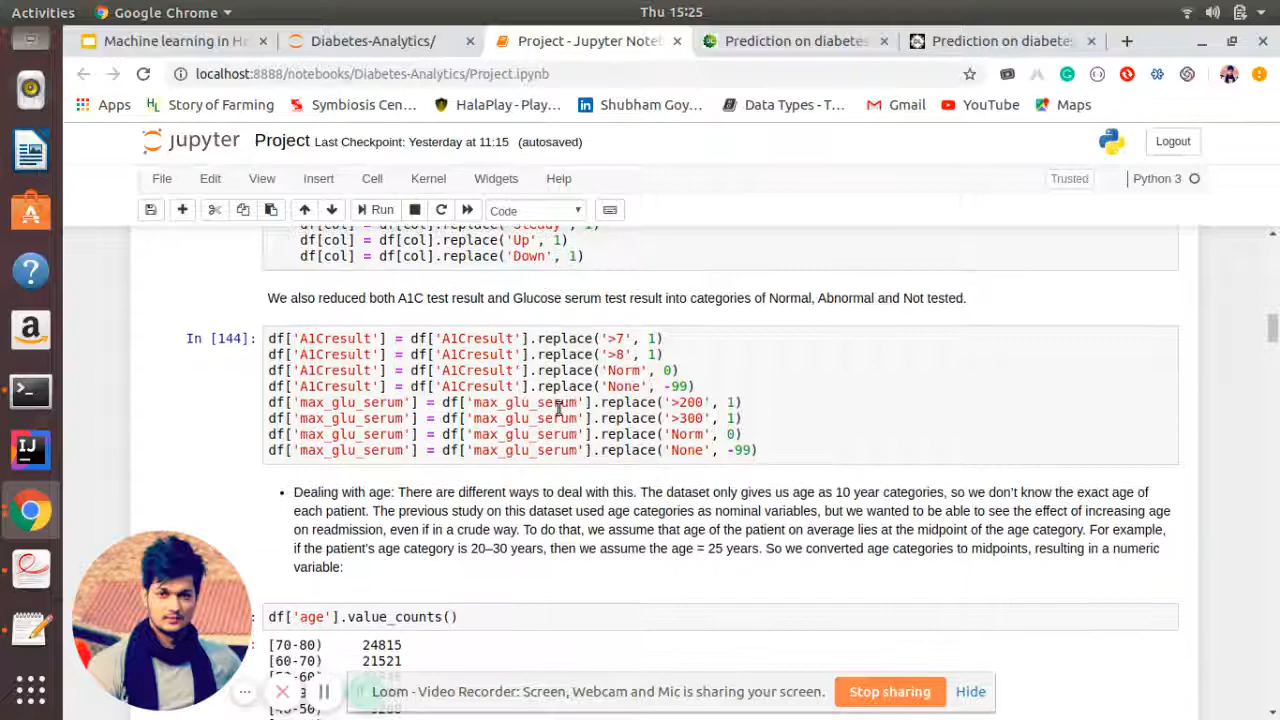 Activities Google Chrome Thu 15:25
Machine learning in He Diabetes-Analytics/ Project - Jupyter Noteb Prediction on diabetes Prediction on diabetes
localhost:8888/notebooks/Diabetes-Analytics/Project.ipynb
Apps Story of Farming Symbiosis Cen... HalaPlay - Play... Shubham Goy... Data Types - T... Gmail YouTube Maps
jupyter Project Last Checkpoint: Yesterday at 11:15 (autosaved) Logout
File Edit View Insert Cell Kernel Widgets Help Trusted Python 3
Run Code
df[col] = df[col].replace('Steady', 1)
df[col] = df[col].replace('Up', 1)
df[col] = df[col].replace('Down', 1)
We also reduced both A1C test result and Glucose serum test result into categories of Normal, Abnormal and Not tested.
In [144]: df['A1Cresult'] = df['A1Cresult'].replace('>7', 1)
df['A1Cresult'] = df['A1Cresult'].replace('>8', 1)
df['A1Cresult'] = df['A1Cresult'].replace('Norm', 0)
df['A1Cresult'] = df['A1Cresult'].replace('None', -99)
df['max_glu_serum'] = df['max_glu_serum'].replace('>200', 1)
df['max_glu_serum'] = df['max_glu_serum'].replace('>300', 1)
df['max_glu_serum'] = df['max_glu_serum'].replace('Norm', 0)
df['max_glu_serum'] = df['max_glu_serum'].replace('None', -99)
• Dealing with age: There are different ways to deal with this. The dataset only gives us age as 10 year categories, so we don't know the exact age of
each patient. The previous study on this dataset used age categories as nominal variables, but we wanted to be able to see the effect of increasing age
on readmission, even if in a crude way. To do that, we assume that age of the patient on average lies at the midpoint of the age category. For example,
if the patient's age category is 20–30 years, then we assume the age = 25 years. So we converted age categories to midpoints, resulting in a numeric
variable:
df['age'].value_counts()
[70-80) 24815
[60-70) 21521
Loom - Video Recorder: Screen, Webcam and Mic is sharing your screen. Stop sharing Hide